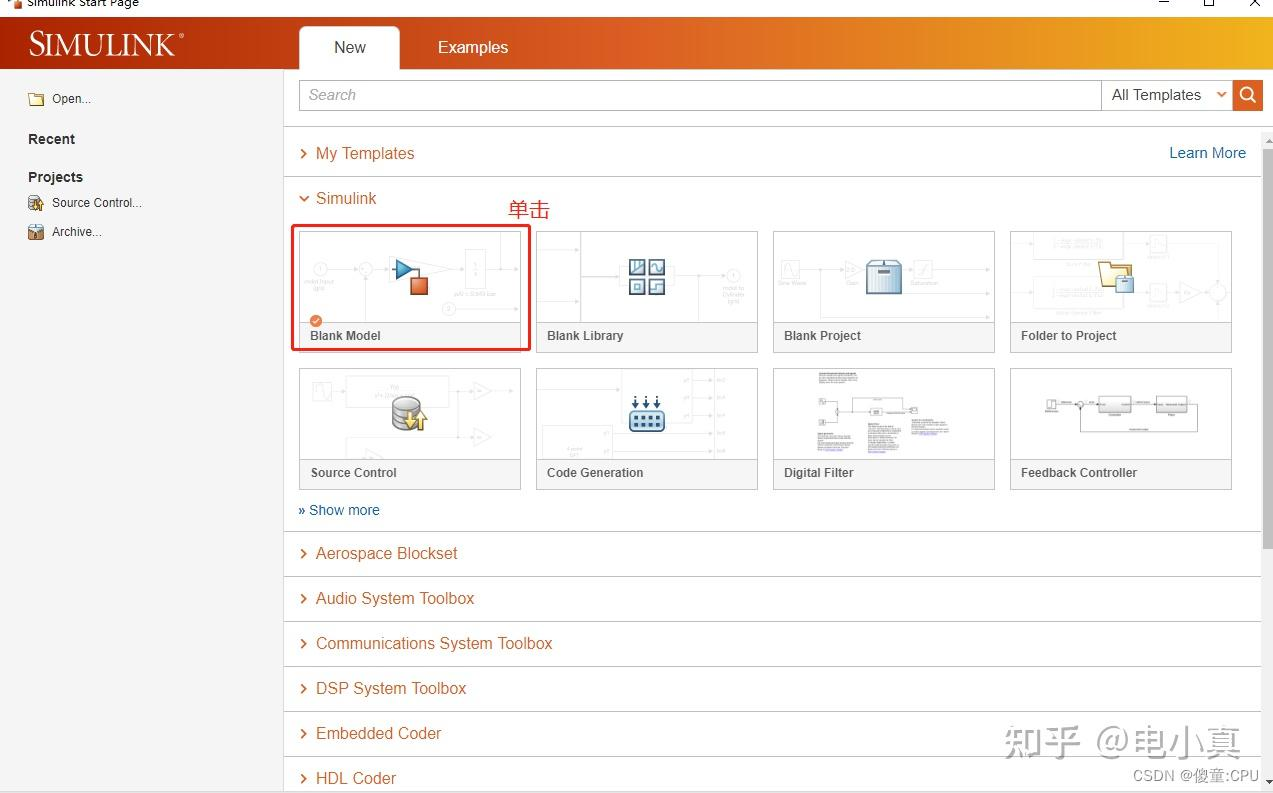 Simulink Start Page
SIMULINK®
New
Examples
Open...
Recent
Projects
Source Control...
Archive...
Search
All Templates
My Templates
Learn More
Simulink
单击
Blank Model
Blank Library
Blank Project
Folder to Project
Source Control
Code Generation
Digital Filter
Feedback Controller
» Show more
Aerospace Blockset
Audio System Toolbox
Communications System Toolbox
DSP System Toolbox
Embedded Coder
HDL Coder
知乎 @电小真
CSDN @傻童:CPU